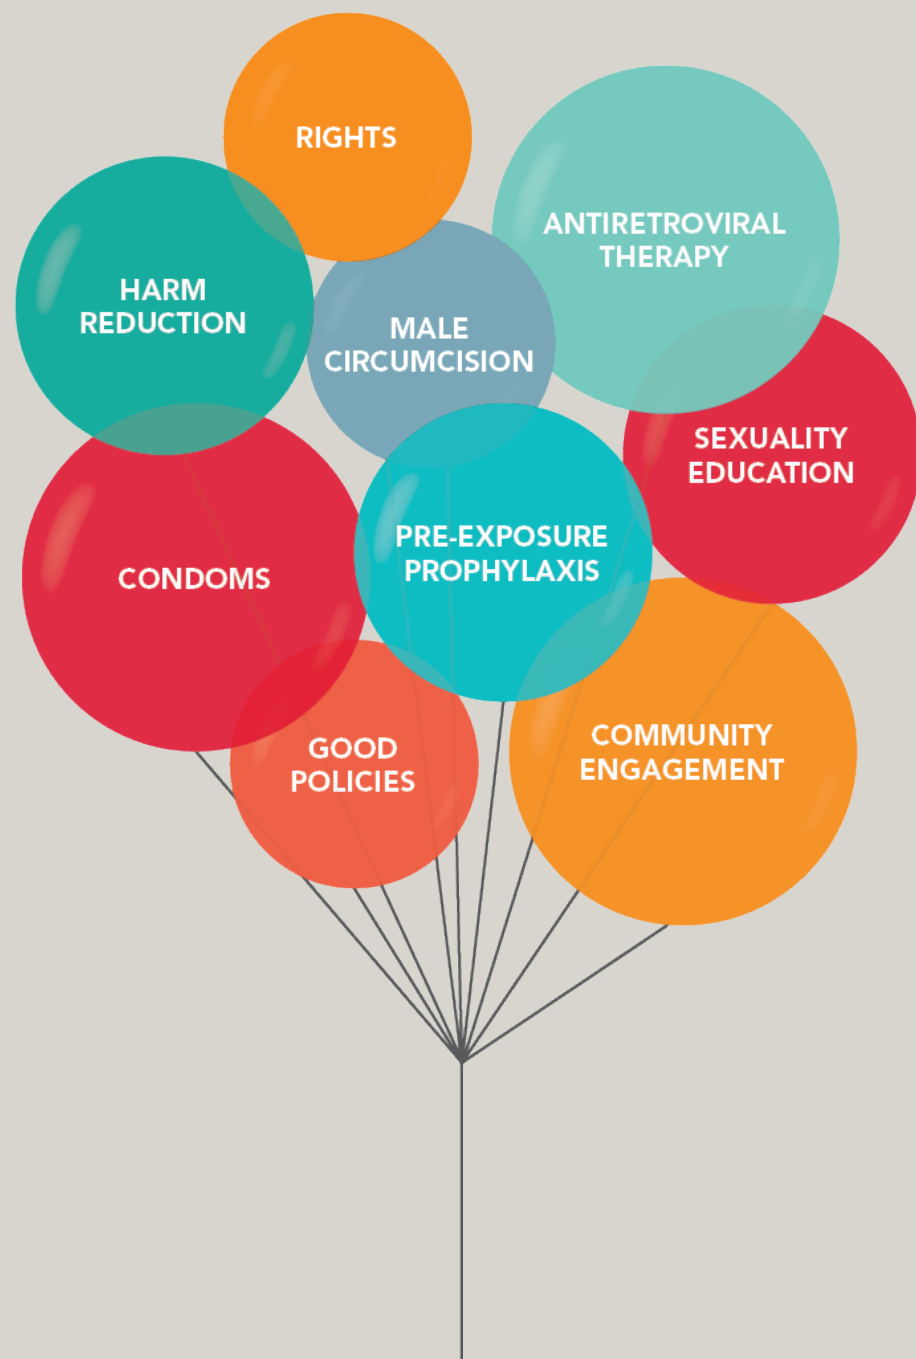 RIGHTS
ANTIRETROVIRAL
THERAPY
HARM
REDUCTION
MALE
CIRCUMCISION
SEXUALITY
EDUCATION
PRE-EXPOSURE
PROPHYLAXIS
CONDOMS
GOOD
POLICIES
COMMUNITY
ENGAGEMENT